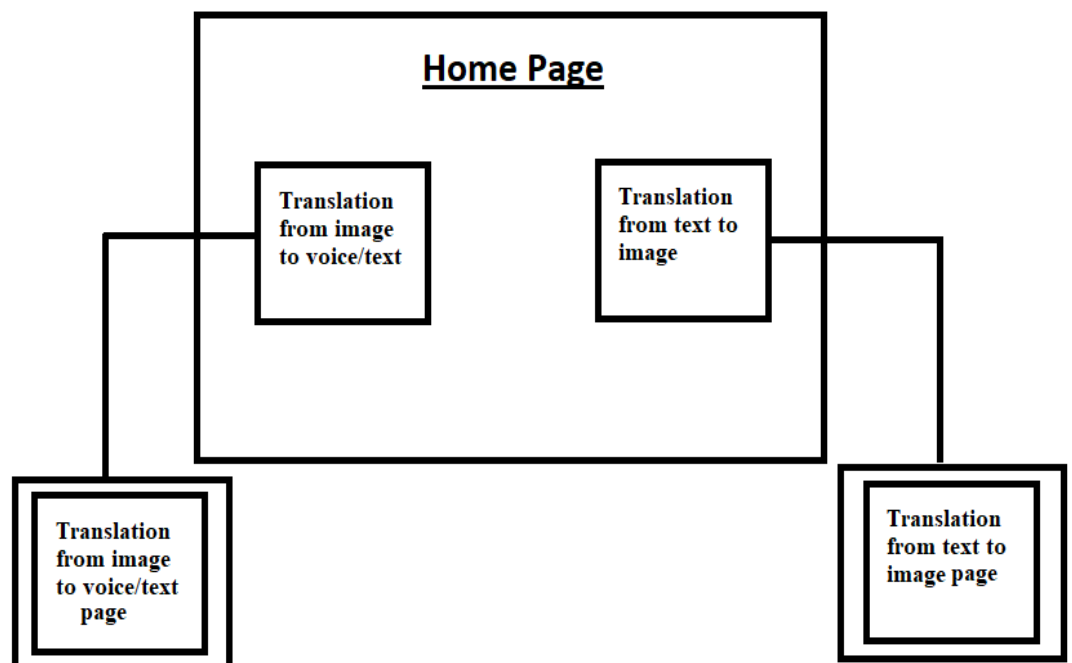 Home Page
Translation
from image
to voice/text
Translation
from text to
image
Translation
from image
to voice/text
page
Translation
from text to
image page